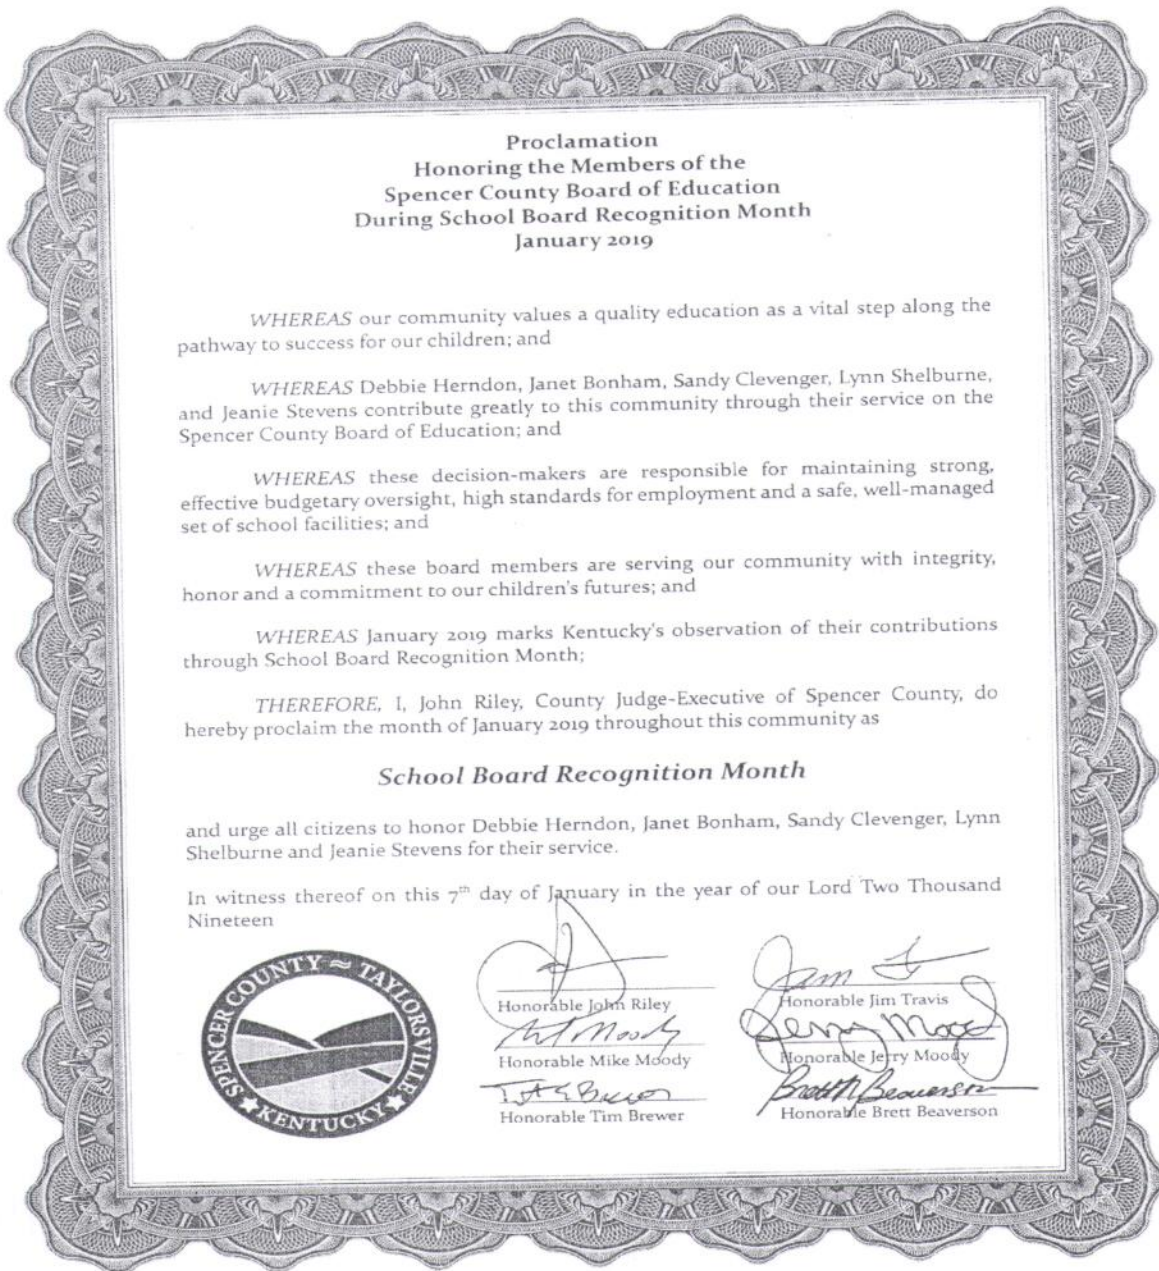 Proclamation
Honoring the Members of the
Spencer County Board of Education
During School Board Recognition Month
January 2019
WHEREAS our community values a quality education as a vital step along the
pathway to success for our children; and
WHEREAS Debbie Herndon, Janet Bonham, Sandy Clevenger, Lynn Shelburne,
and Jeanie Stevens contribute greatly to this community through their service on the
Spencer County Board of Education; and
WHEREAS these decision-makers are responsible for maintaining strong,
effective budgetary oversight, high standards for employment and a safe, well-managed
set of school facilities; and
WHEREAS these board members are serving our community with integrity,
honor and a commitment to our children's futures; and
WHEREAS January 2019 marks Kentucky's observation of their contributions
through School Board Recognition Month;
THEREFORE, I, John Riley, County Judge-Executive of Spencer County, do
hereby proclaim the month of January 2019 throughout this community as
School Board Recognition Month
and urge all citizens to honor Debbie Herndon, Janet Bonham, Sandy Clevenger, Lynn
Shelburne and Jeanie Stevens for their service.
In witness thereof on this 7th day of January in the year of our Lord Two Thousand
Nineteen
SPENCER COUNTY ≈ TAYLORSVILLE
★ KENTUCKY ★
Honorable John Riley
Jim
Honorable Jim Travis
Moody
Honorable Mike Moody
Jerry Moody
Honorable Jerry Moody
Brewer
Honorable Tim Brewer
Brett Beaverson
Honorable Brett Beaverson